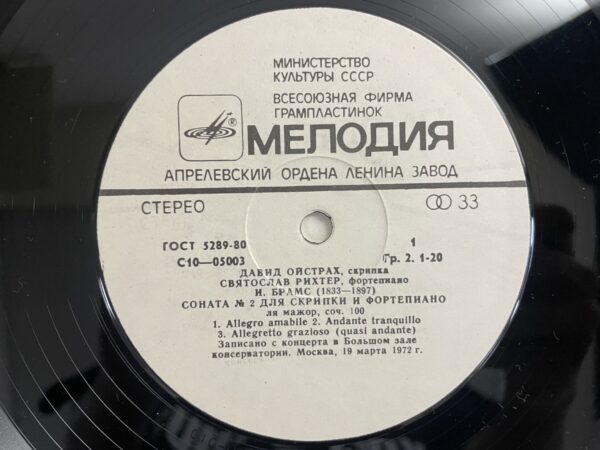 МИНИСТЕРСТВО
КУЛЬТУРЫ СССР
ВСЕСОЮЗНАЯ ФИРМА
ГРАМПЛАСТИНОК
® МЕЛОДИЯ
АПРЕЛЕВСКИЙ ОРДЕНА ЛЕНИНА ЗАВОД
СТЕРЕО 33
ГОСТ 5289-80 1
С10—05003 Гр. 2. 1-20
ДАВИД ОЙСТРАХ, скрипка
СВЯТОСЛАВ РИХТЕР, фортепиано
И. БРАМС (1833—1897)
СОНАТА № 2 ДЛЯ СКРИПКИ И ФОРТЕПИАНО
ля мажор, соч. 100
1. Allegro amabile 2. Andante tranquillo
3. Allegretto grazioso (quasi andante)
Записано с концерта в Большом зале
консерватории. Москва, 19 марта 1972 г.